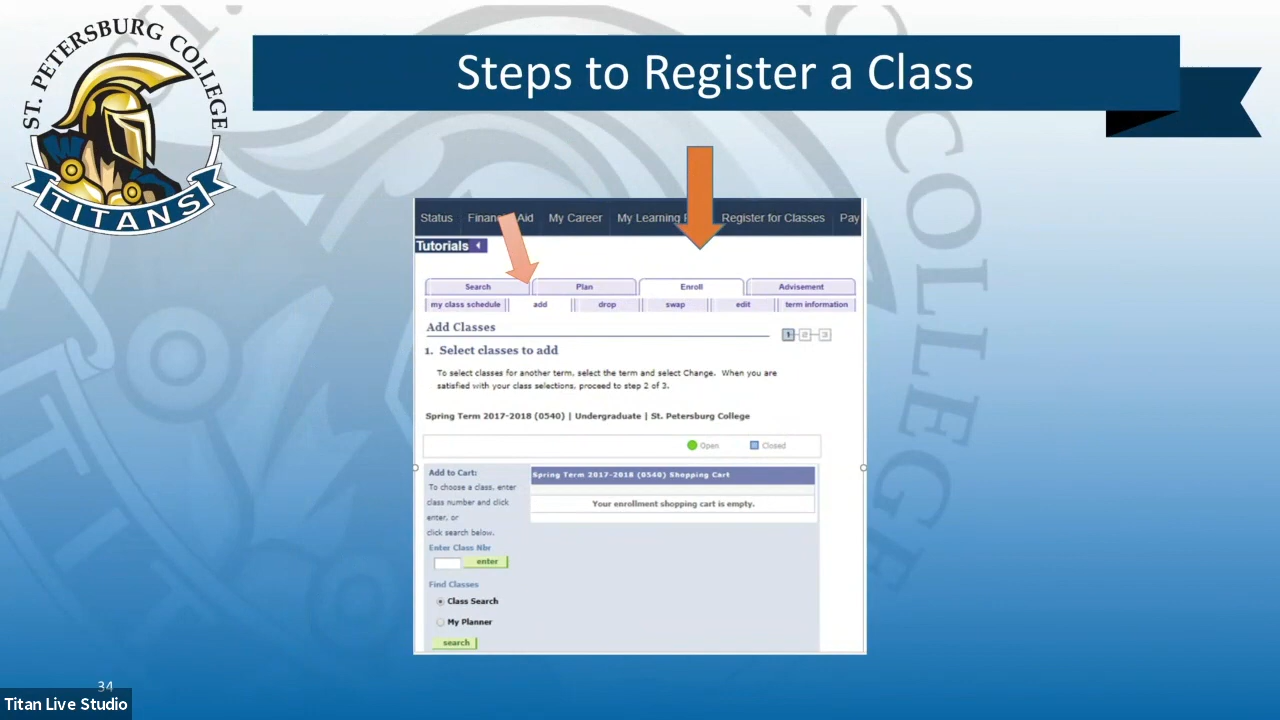 ST. PETERSBURG COLLEGE
TITANS
Steps to Register a Class
Status Financial Aid My Career My Learning Register for Classes Pay
Tutorials
Search Plan Enroll Advisement
my class schedule add drop swap edit term information
Add Classes
1 2 3
1. Select classes to add
To select classes for another term, select the term and select Change. When you are
satisfied with your class selections, proceed to step 2 of 3.
Spring Term 2017-2018 (0540) | Undergraduate | St. Petersburg College
Open Closed
Add to Cart:
To choose a class, enter
class number and click
enter, or
click search below.
Enter Class Nbr
enter
Find Classes
Class Search
My Planner
search
Spring Term 2017-2018 (0540) Shopping Cart
Your enrollment shopping cart is empty.
COLLEGE
34
Titan Live Studio